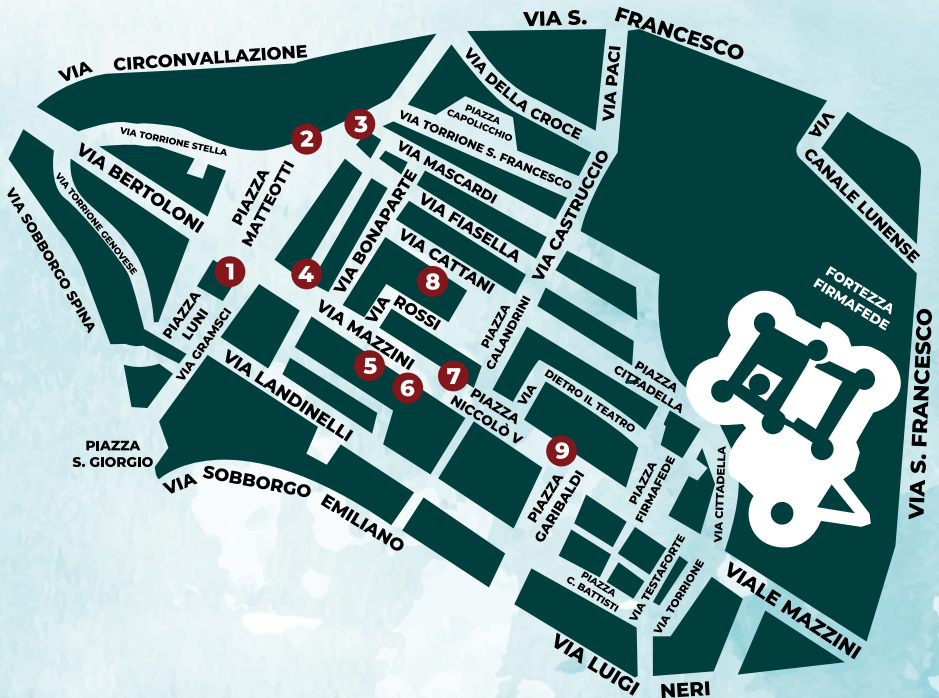 VIA S. FRANCESCO
VIA CIRCONVALLAZIONE
VIA DELLA CROCE
VIA PACI
PIAZZA
CAPOLICCHIO
VIA TORRIONE S. FRANCESCO
VIA TORRIONE STELLA
VIA BERTOLONI
VIA TORRIONE GENOVESE
VIA SOBBORGO SPINA
PIAZZA
MATTEOTTI
2
3
VIA MASCARDI
VIA FIASELLA
VIA CATTANI
VIA BONAPARTE
VIA CASTRUCCIO
VIA
CANALE LUNENSE
FORTEZZA
FIRMAFEDE
VIA S. FRANCESCO
1
4
8
PIAZZA
LUNI
VIA GRAMSCI
VIA
ROSSI
VIA MAZZINI
PIAZZA
CALANDRINI
5
6
7
PIAZZA
NICCOLÒ V
VIA
DIETRO IL TEATRO
PIAZZA
CITTADELLA
VIA LANDINELLI
PIAZZA
S. GIORGIO
VIA SOBBORGO EMILIANO
9
PIAZZA
GARIBALDI
PIAZZA
FIRMAFEDE
VIA CITTADELLA
PIAZZA
C. BATTISTI
VIA TESTAFORTE
VIA TORRIONE
VIALE MAZZINI
VIA LUIGI NERI